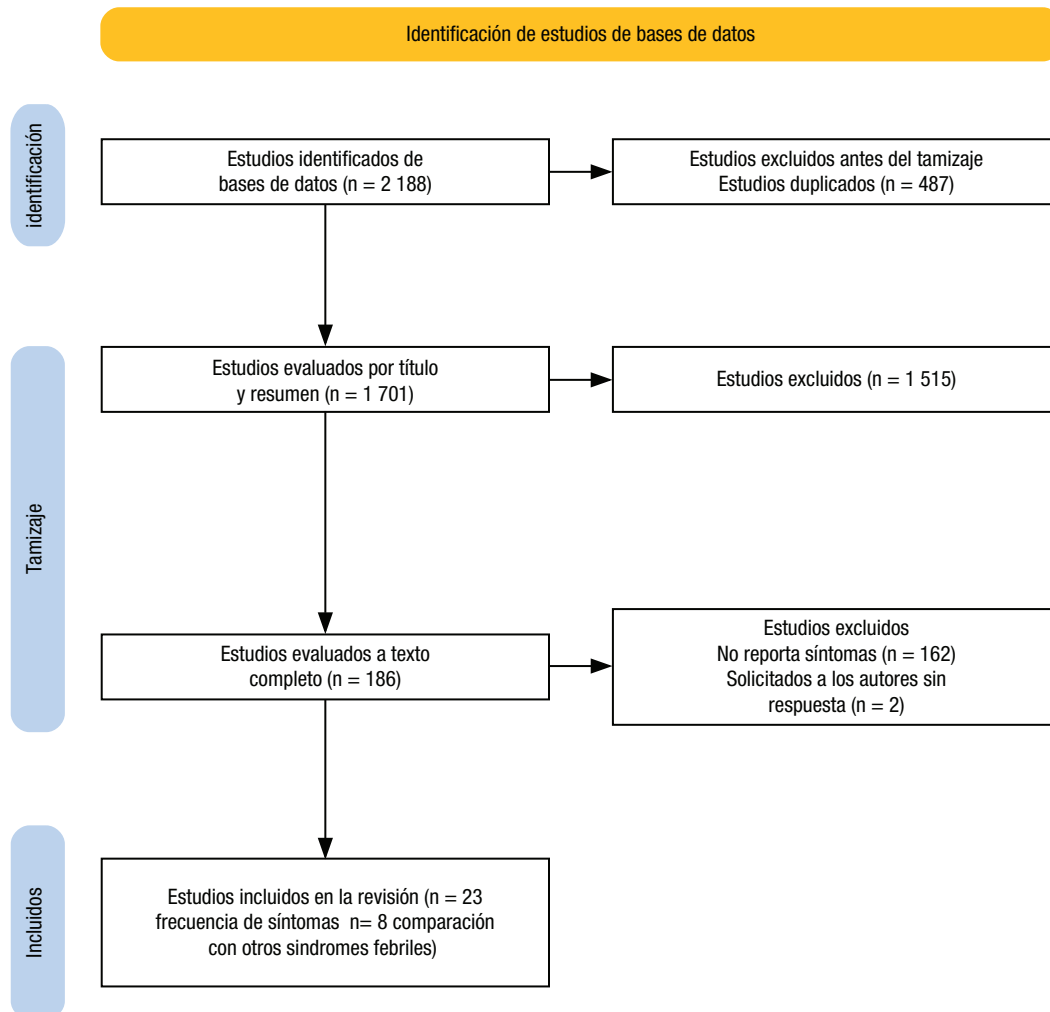 Identificación de estudios de bases de datos
identificación
Estudios identificados de
bases de datos (n = 2 188)
Estudios excluidos antes del tamizaje
Estudios duplicados (n = 487)
Tamizaje
Estudios evaluados por título
y resumen (n = 1 701)
Estudios excluidos (n = 1 515)
Estudios evaluados a texto
completo (n = 186)
Estudios excluidos
No reporta síntomas (n = 162)
Solicitados a los autores sin
respuesta (n = 2)
Incluidos
Estudios incluidos en la revisión (n = 23
frecuencia de síntomas n= 8 comparación
con otros sindromes febriles)